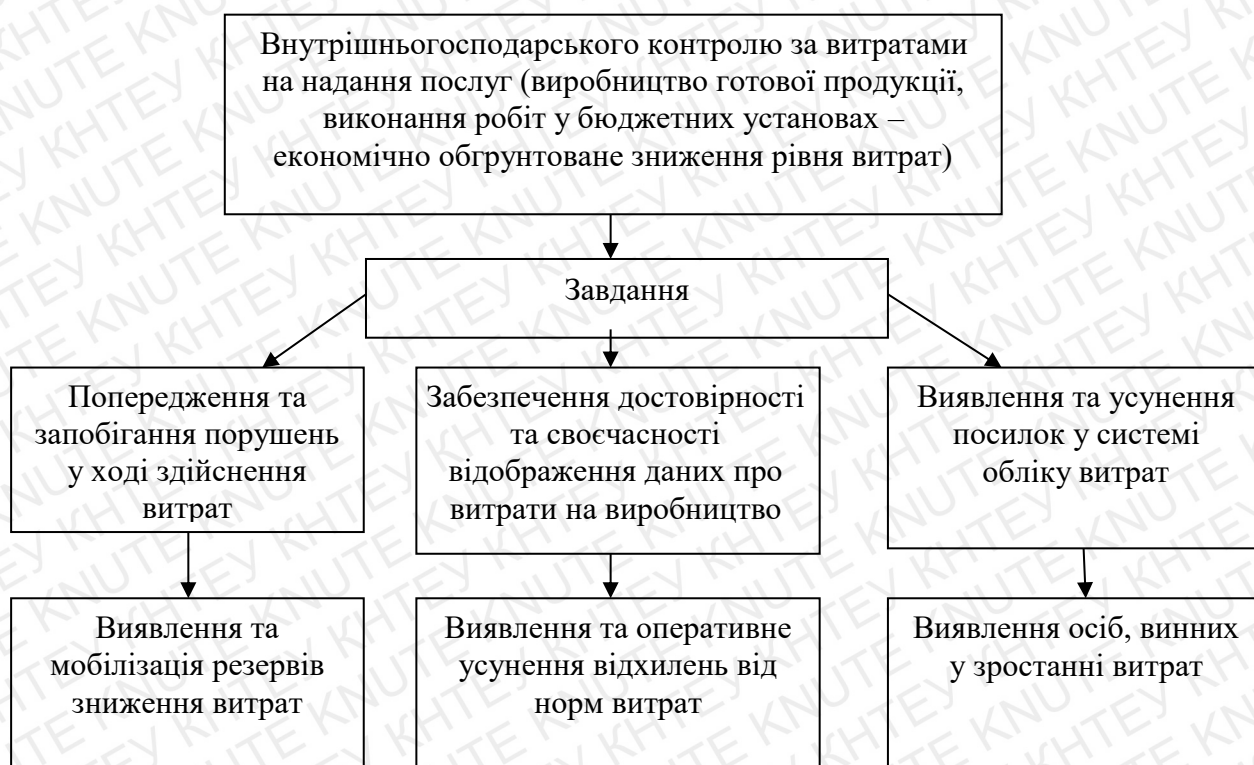 Внутрішньогосподарського контролю за витратами
на надання послуг (виробництво готової продукції,
виконання робіт у бюджетних установах –
економічно обгрунтоване зниження рівня витрат)
Завдання
Попередження та
запобігання порушень
у ході здійснення
витрат
Забезпечення достовірності
та своєчасності
відображення даних про
витрати на виробництво
Виявлення та усунення
посилок у системі
обліку витрат
Виявлення та
мобілізація резервів
зниження витрат
Виявлення та оперативне
усунення відхилень від
норм витрат
Виявлення осіб, винних
у зростанні витрат